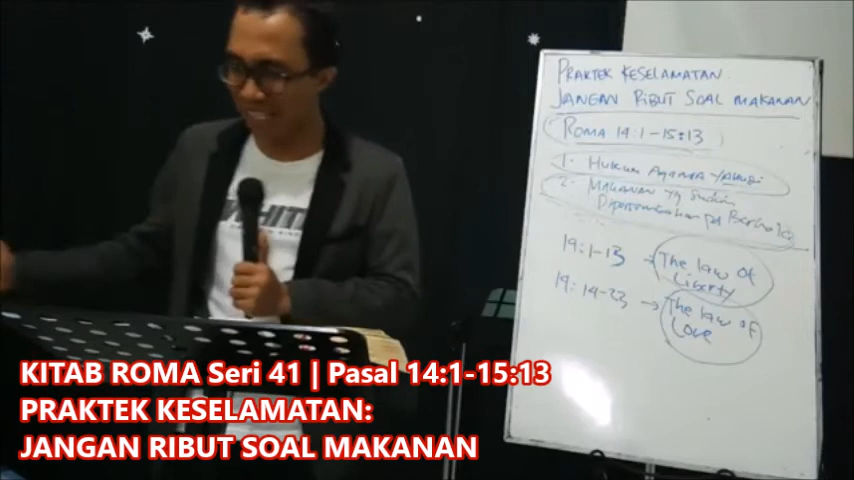 PRAKTEK KESELAMATAN
JANGAN RIBUT SOAL MAKANAN
ROMA 14:1-15:13
1. HUKUM AGAMA YAHUDI
2. MAKANAN yg Sudah
Dipersembahkan pd Berhala
14:1-13 → The law of Liberty
14:14-23 → The law of Love
WHITE
KITAB ROMA Seri 41 | Pasal 14:1-15:13
PRAKTEK KESELAMATAN:
JANGAN RIBUT SOAL MAKANAN